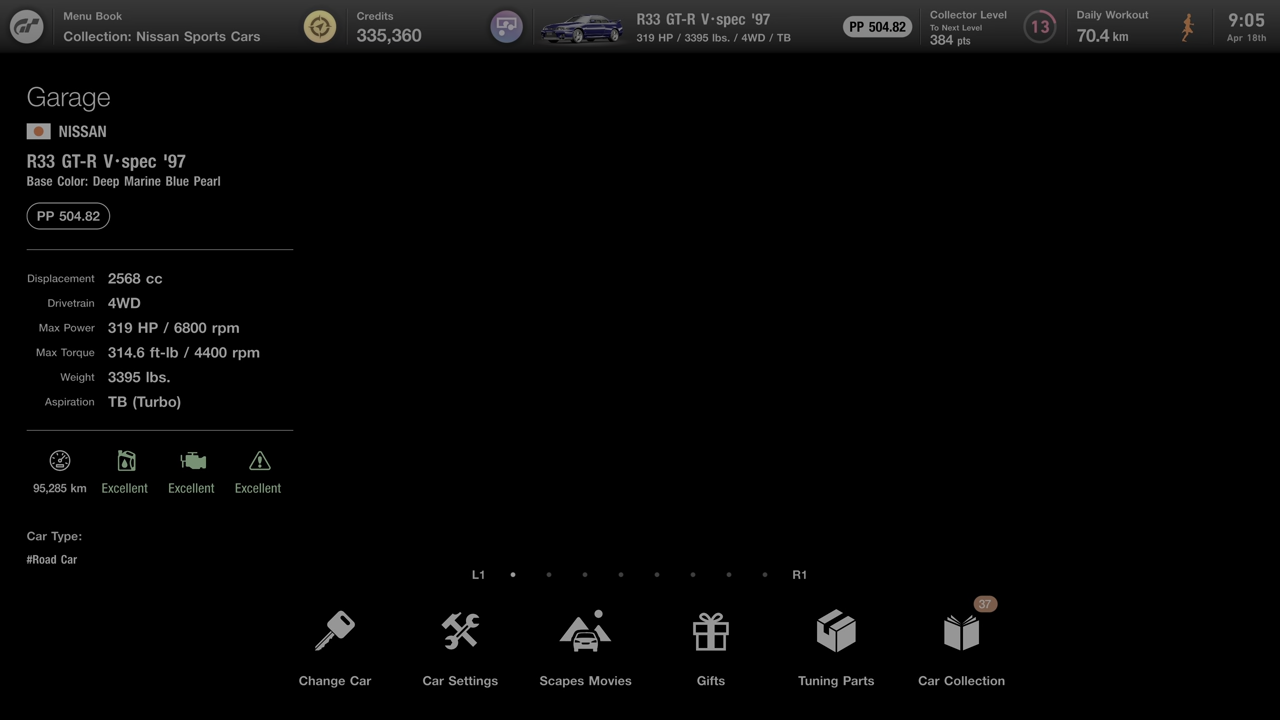 Menu Book
Collection: Nissan Sports Cars
Credits
335,360
R33 GT-R V·spec '97
319 HP / 3395 lbs. / 4WD / TB
PP 504.82
Collector Level
To Next Level
384 pts
13
Daily Workout
70.4 km
9:05
Apr 18th
Garage
NISSAN
R33 GT-R V·spec '97
Base Color: Deep Marine Blue Pearl
PP 504.82
Displacement 2568 cc
Drivetrain 4WD
Max Power 319 HP / 6800 rpm
Max Torque 314.6 ft-lb / 4400 rpm
Weight 3395 lbs.
Aspiration TB (Turbo)
95,285 km Excellent Excellent Excellent
Car Type:
#Road Car
L1 R1
37
Change Car Car Settings Scapes Movies Gifts Tuning Parts Car Collection